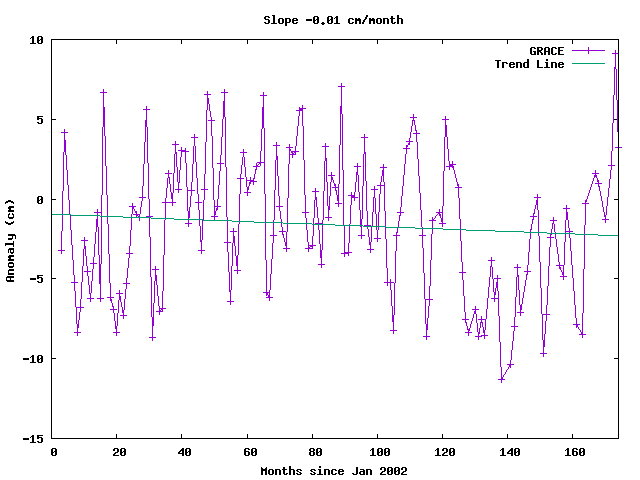 Slope -0.01 cm/month
10
GRACE
Trend Line
5
0
Anomaly (cm)
-5
-10
-15
0 20 40 60 80 100 120 140 160
Months since Jan 2002